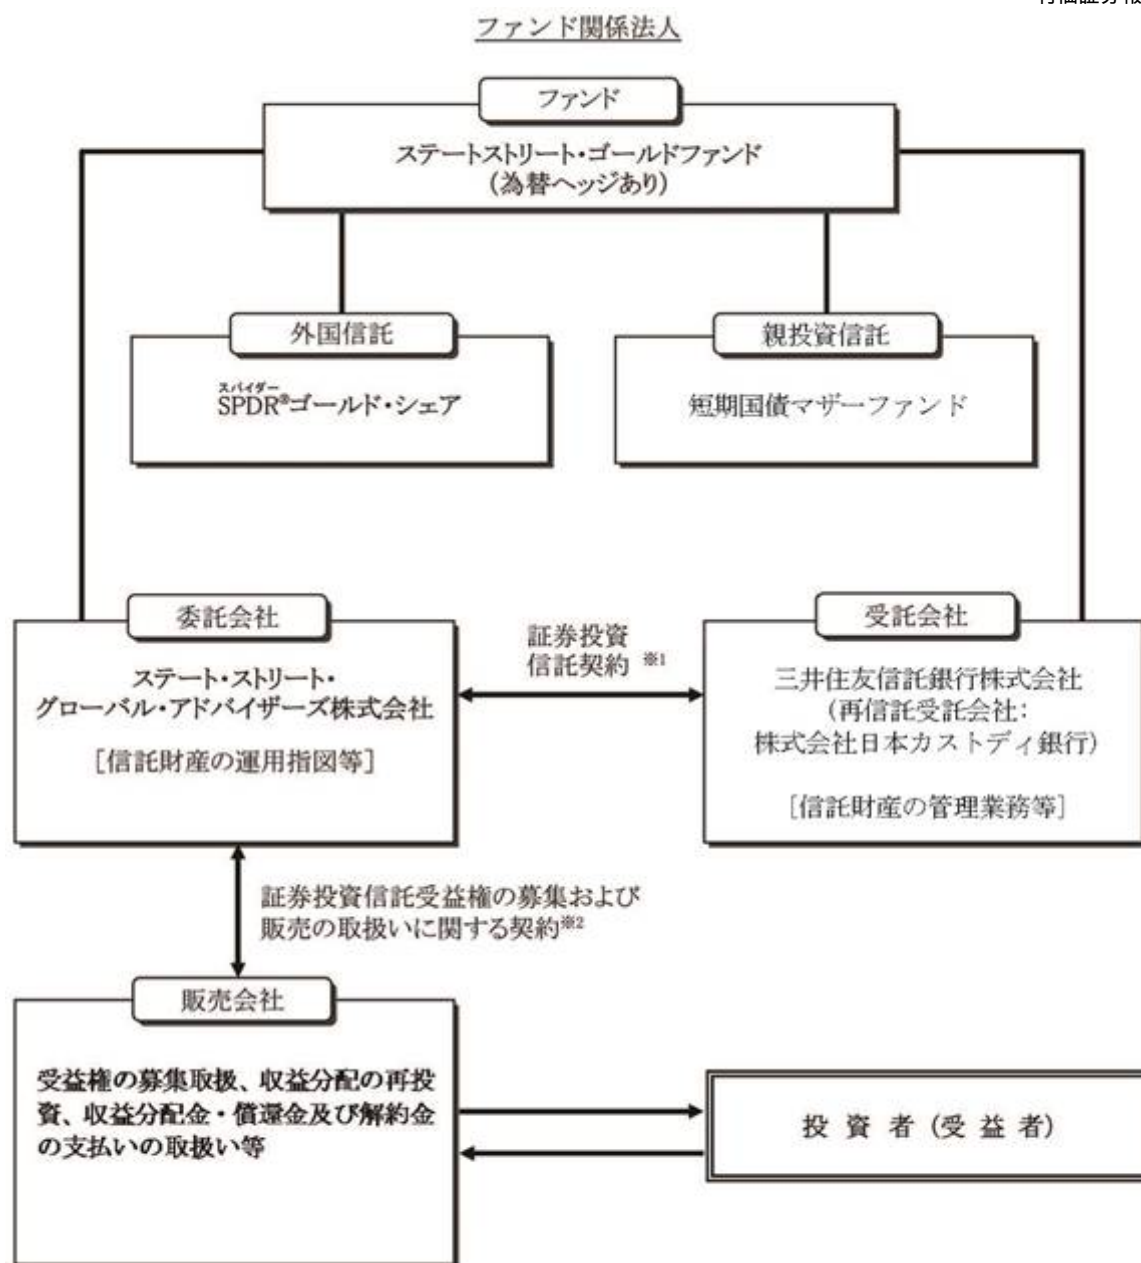 ファンド関係法人
ファンド
ステートストリート・ゴールドファンド
(為替ヘッジあり)
外国信託
スパイダー
SPDR®ゴールド・シェア
親投資信託
短期国債マザーファンド
委託会社
ステート・ストリート・
グローバル・アドバイザーズ株式会社
[信託財産の運用指図等]
証券投資
信託契約 ※1
受託会社
三井住友信託銀行株式会社
(再信託受託会社:
株式会社日本カストディ銀行)
[信託財産の管理業務等]
証券投資信託受益権の募集および
販売の取扱いに関する契約※2
販売会社
受益権の募集取扱、収益分配の再投
資、収益分配金・償還金及び解約金
の支払いの取扱い等
投 資 者 (受 益 者)